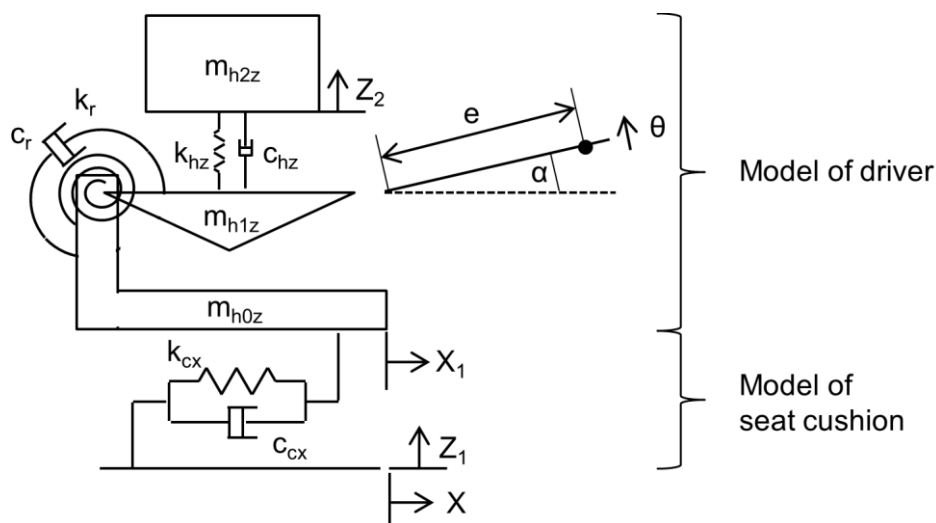 m_h2z
Z_2
k_r
c_r
k_hz
c_hz
e
θ
α
m_h1z
Model of driver
m_h0z
k_cx
X_1
Model of
seat cushion
c_cx
Z_1
X